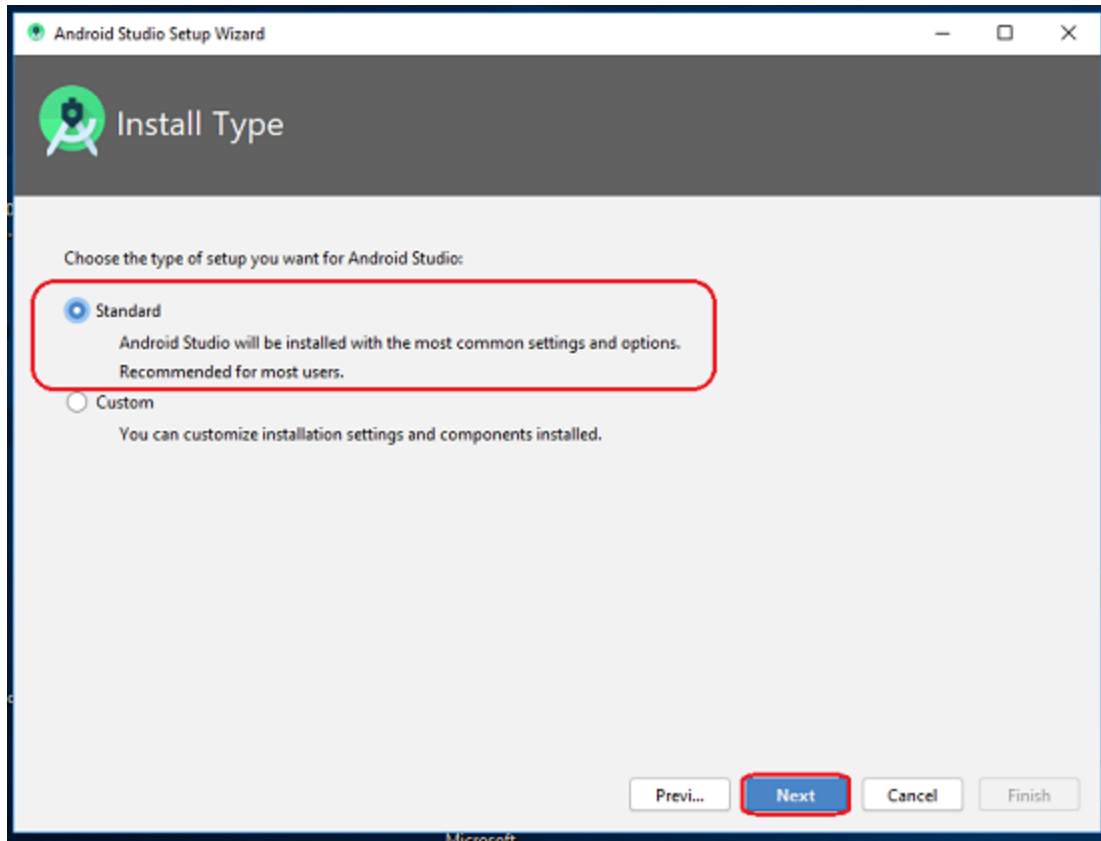 Android Studio Setup Wizard
Install Type
Choose the type of setup you want for Android Studio:
Standard
Android Studio will be installed with the most common settings and options.
Recommended for most users.
Custom
You can customize installation settings and components installed.
Previ... Next Cancel Finish
Microsoft